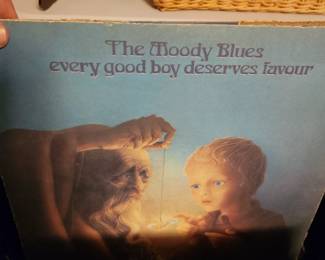 The Moody Blues
every good boy deserves favour